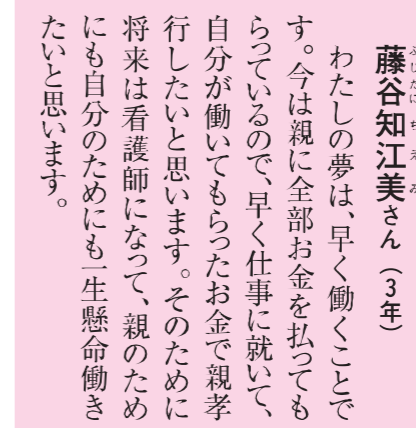 藤谷知江美さん（3年）
わたしの夢は、早く働くことで
す。今は親に全部お金を払っても
らっているので、早く仕事に就いて、
自分が働いてもらったお金で親孝
行したいと思います。そのために
将来は看護師になって、親のため
にも自分のためにも一生懸命働き
たいと思います。